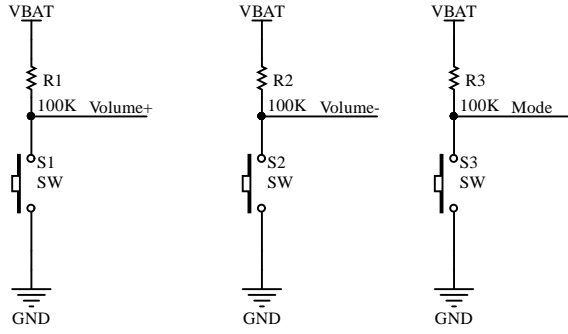 VBAT VBAT VBAT
R1 R2 R3
100K Volume+ 100K Volume- 100K Mode
S1 S2 S3
SW SW SW
GND GND GND